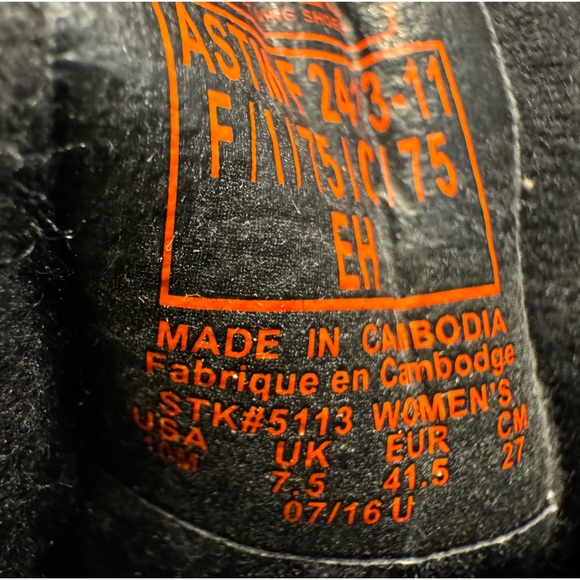 SHOE
ASTM F 2413-11
F/I/75/C/75
EH
MADE IN CAMBODIA
Fabrique en Cambodge
STK#5113 WOMEN'S
USA UK EUR CM
10M 7.5 41.5 27
07/16 U